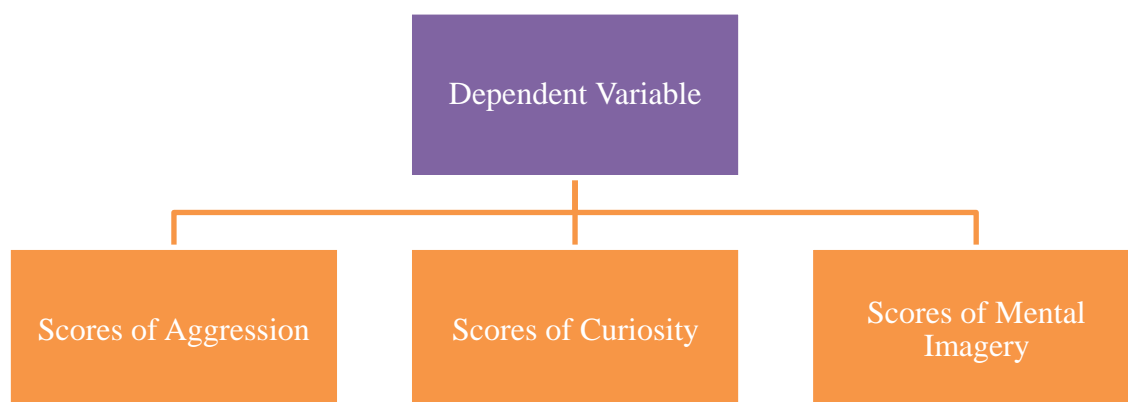 Dependent Variable
Scores of Aggression
Scores of Curiosity
Scores of Mental
Imagery